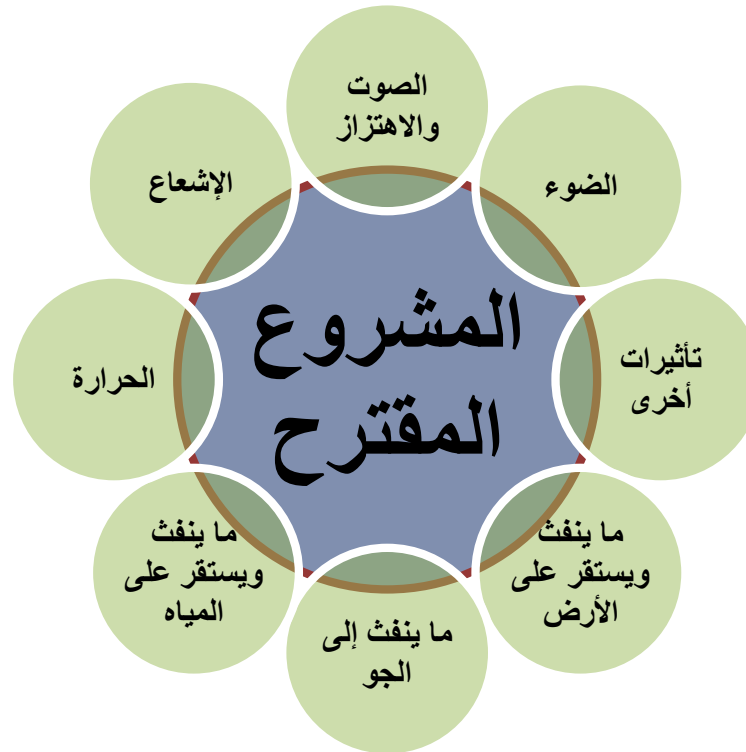 الصوت
والاهتزاز
الضوء
تأثيرات
أخرى
ما ينفث
ويستقر على
الأرض
ما ينفث إلى
الجو
ما ينفث
ويستقر على
المياه
الحرارة
الإشعاع
المشروع
المقترح